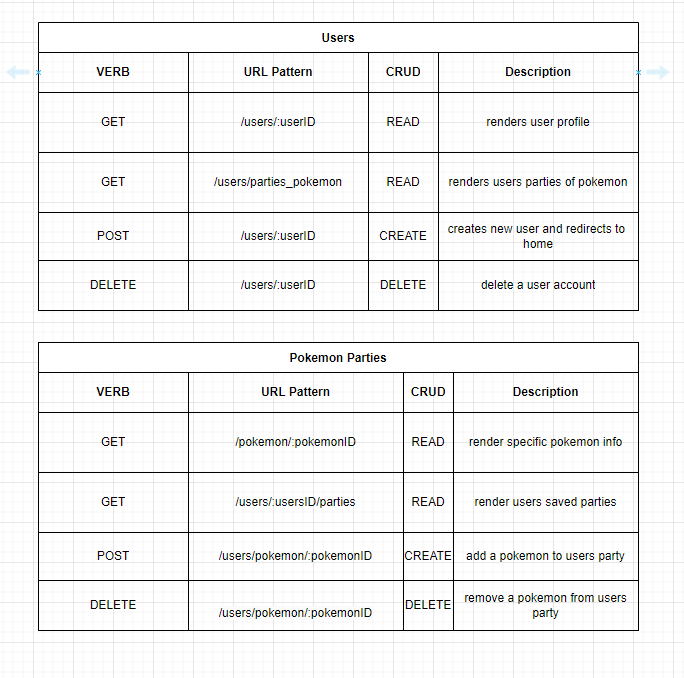 Users
VERB URL Pattern CRUD Description
GET /users/:userID READ renders user profile
GET /users/parties_pokemon READ renders users parties of pokemon
POST /users/:userID CREATE creates new user and redirects to
home
DELETE /users/:userID DELETE delete a user account
Pokemon Parties
VERB URL Pattern CRUD Description
GET /pokemon/:pokemonID READ render specific pokemon info
GET /users/:usersID/parties READ render users saved parties
POST /users/pokemon/:pokemonID CREATE add a pokemon to users party
DELETE /users/pokemon/:pokemonID DELETE remove a pokemon from users
party